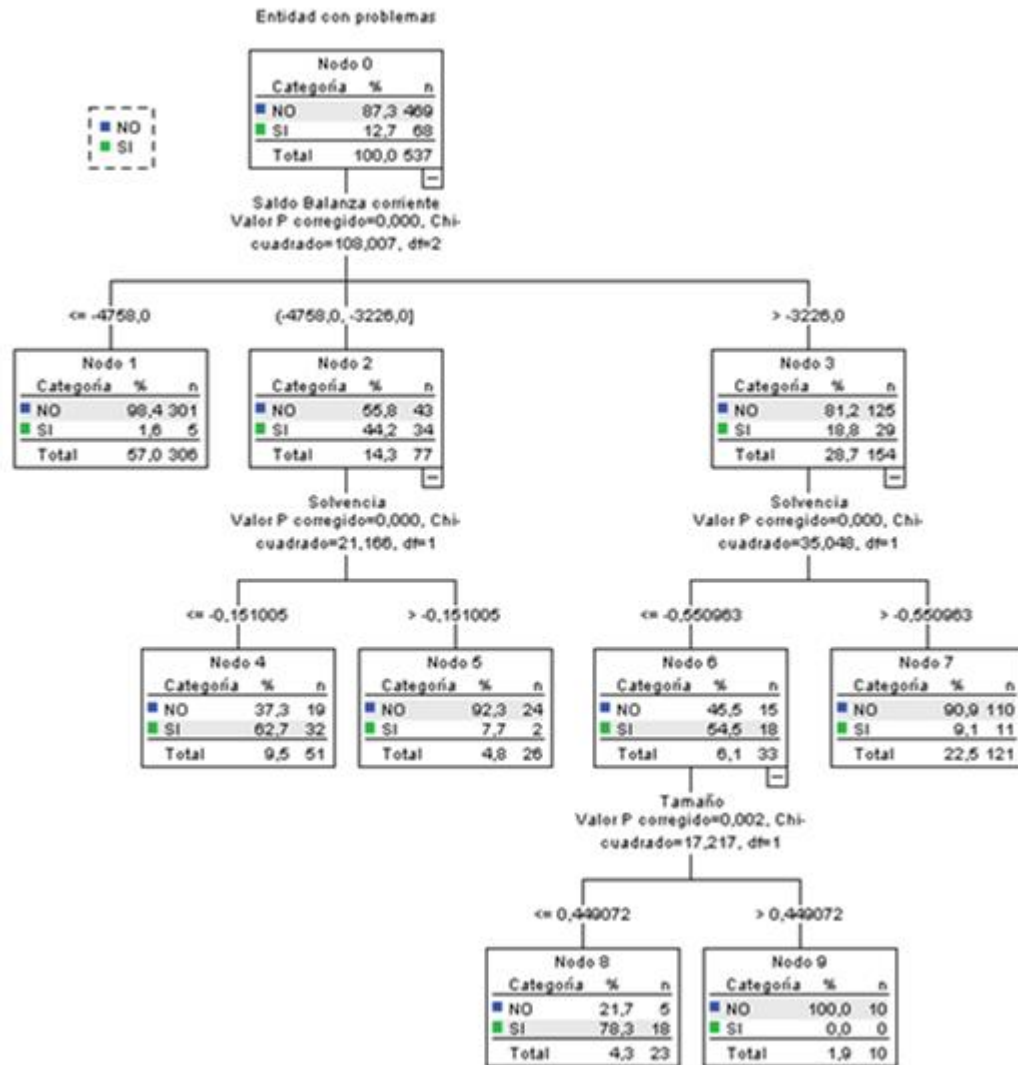 Entidad con problemas
Nodo 0
Categoría % n
NO 87,3 469
SI 12,7 68
Total 100,0 537
NO
SI
Saldo Balanza corriente
Valor P corregido=0,000, Chi-
cuadrado=108,007, df=2
<= -4758,0
(-4758,0, -3226,0]
> -3226,0
Nodo 1
Categoría % n
NO 98,4 301
SI 1,6 5
Total 57,0 306
Nodo 2
Categoría % n
NO 55,8 43
SI 44,2 34
Total 14,3 77
Nodo 3
Categoría % n
NO 81,2 125
SI 18,8 29
Total 28,7 154
Solvencia
Valor P corregido=0,000, Chi-
cuadrado=21,166, df=1
Solvencia
Valor P corregido=0,000, Chi-
cuadrado=35,048, df=1
<= -0,151005
> -0,151005
<= -0,550963
> -0,550963
Nodo 4
Categoría % n
NO 37,3 19
SI 62,7 32
Total 9,5 51
Nodo 5
Categoría % n
NO 92,3 24
SI 7,7 2
Total 4,8 26
Nodo 6
Categoría % n
NO 45,5 15
SI 54,5 18
Total 6,1 33
Nodo 7
Categoría % n
NO 90,9 110
SI 9,1 11
Total 22,5 121
Tamaño
Valor P corregido=0,002, Chi-
cuadrado=17,217, df=1
<= 0,449072
> 0,449072
Nodo 8
Categoría % n
NO 21,7 5
SI 78,3 18
Total 4,3 23
Nodo 9
Categoría % n
NO 100,0 10
SI 0,0 0
Total 1,9 10